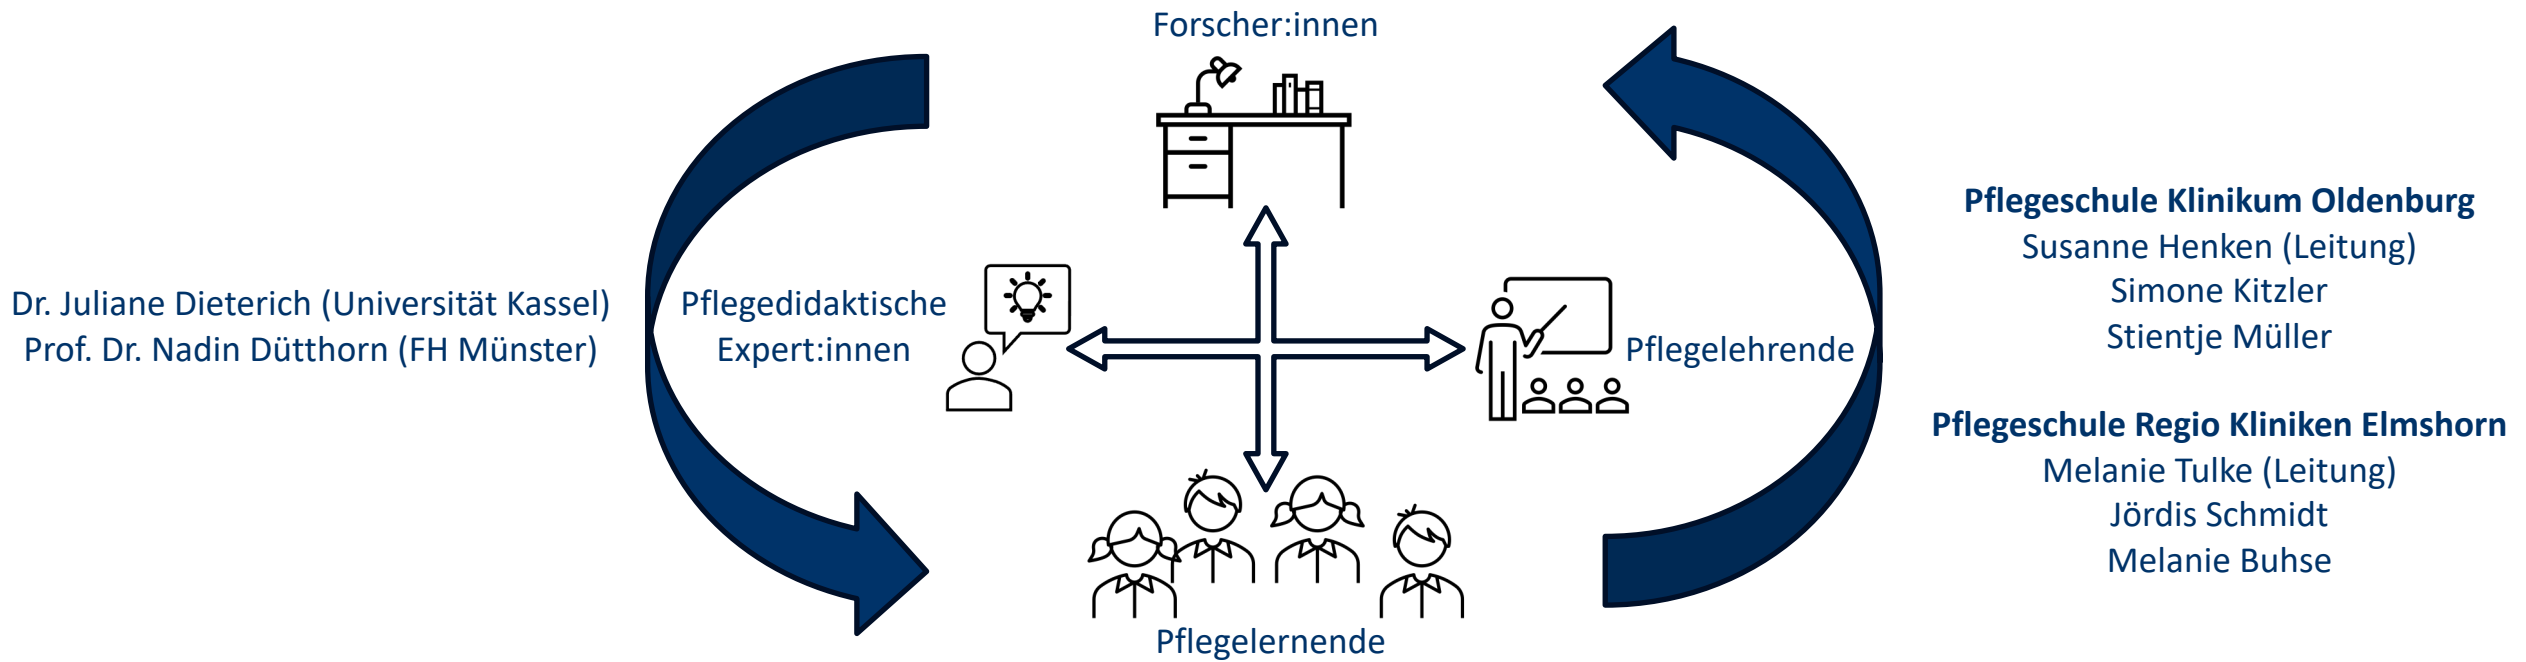 Forscher:innen
Dr. Juliane Dieterich (Universität Kassel)
Prof. Dr. Nadin Dütthorn (FH Münster)
Pflegedidaktische
Expert:innen
Pflegelehrende
Pflegelernende
Pflegeschule Klinikum Oldenburg
Susanne Henken (Leitung)
Simone Kitzler
Stientje Müller
Pflegeschule Regio Kliniken Elmshorn
Melanie Tulke (Leitung)
Jördis Schmidt
Melanie Buhse